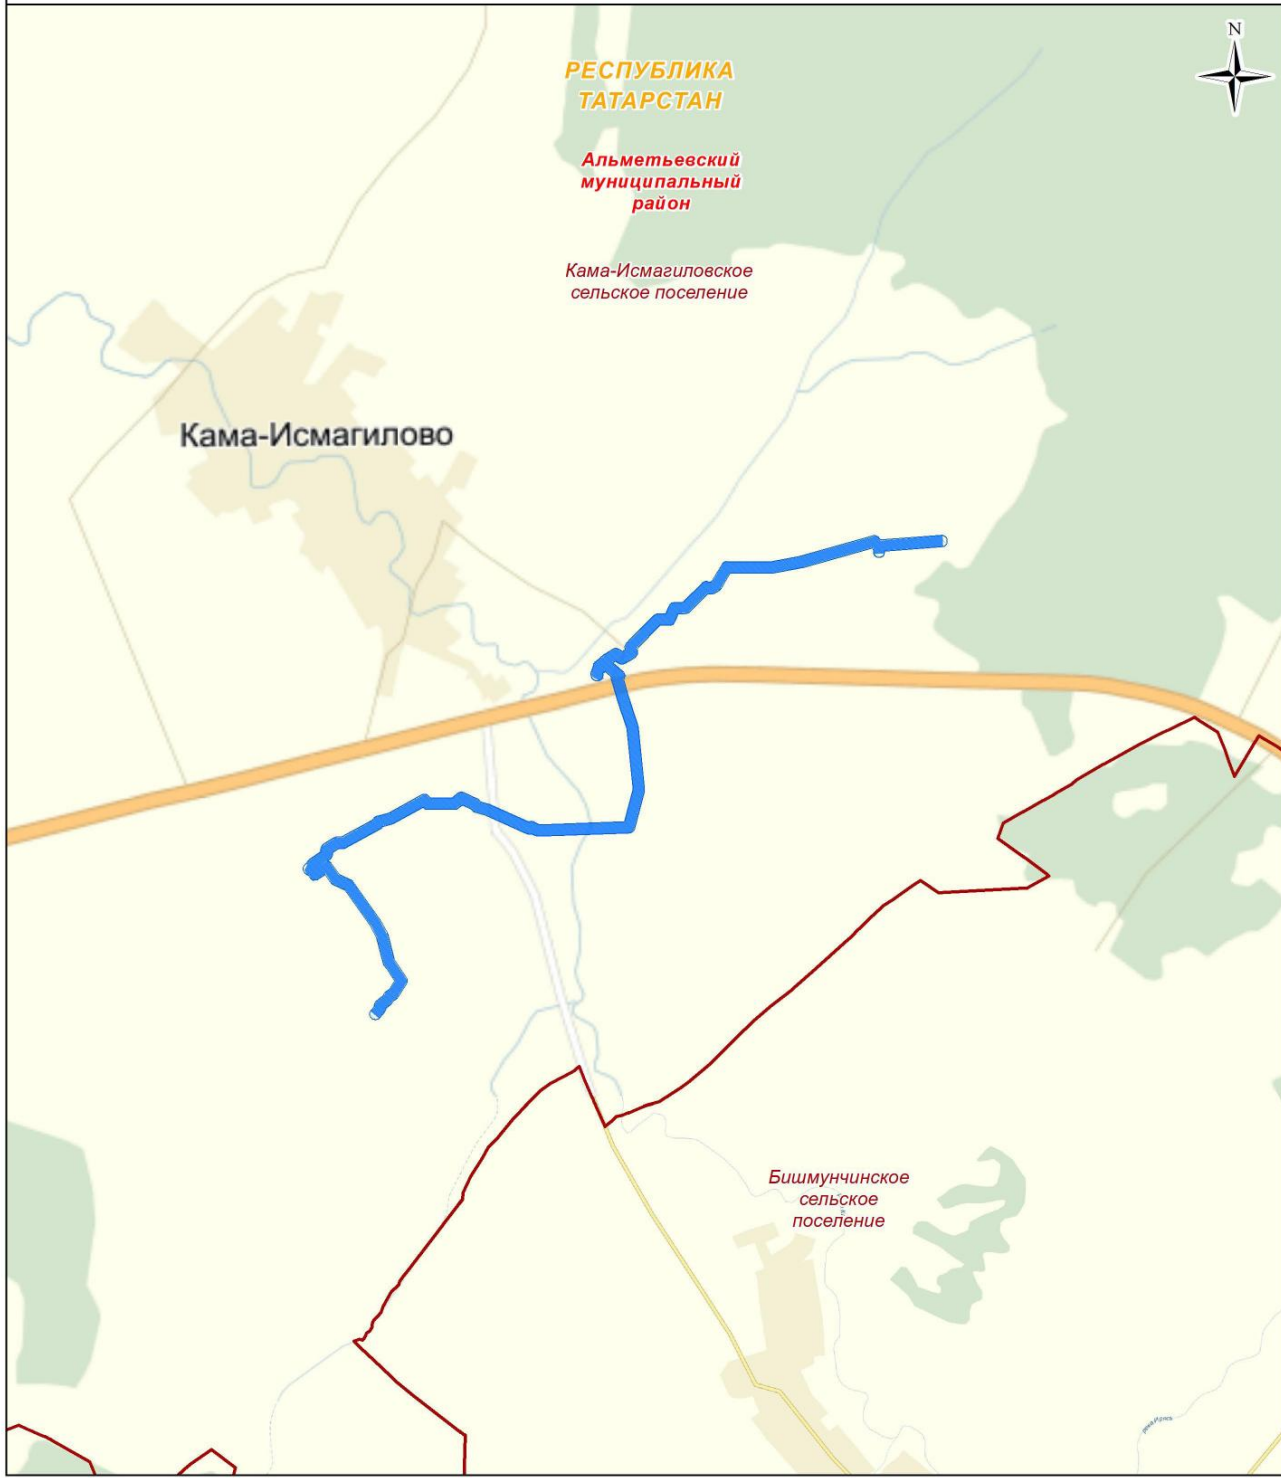 N
РЕСПУБЛИКА
ТАТАРСТАН
Альметьевский
муниципальный
район
Кама-Исмагиловское
сельское поселение
Кама-Исмагилово
Бишмунчинское
сельское
поселение